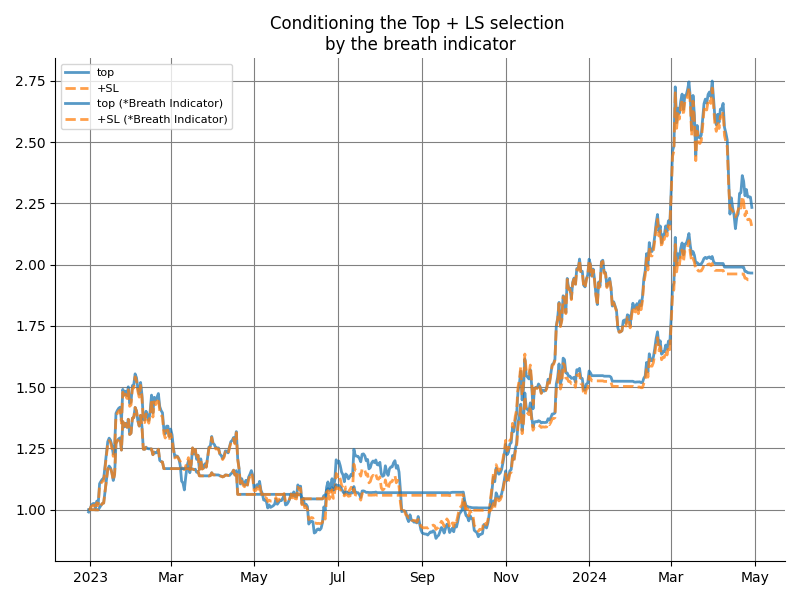 Conditioning the Top + LS selection
by the breath indicator
top
+SL
top (*Breath Indicator)
+SL (*Breath Indicator)
2.75
2.50
2.25
2.00
1.75
1.50
1.25
1.00
2023 Mar May Jul Sep Nov 2024 Mar May